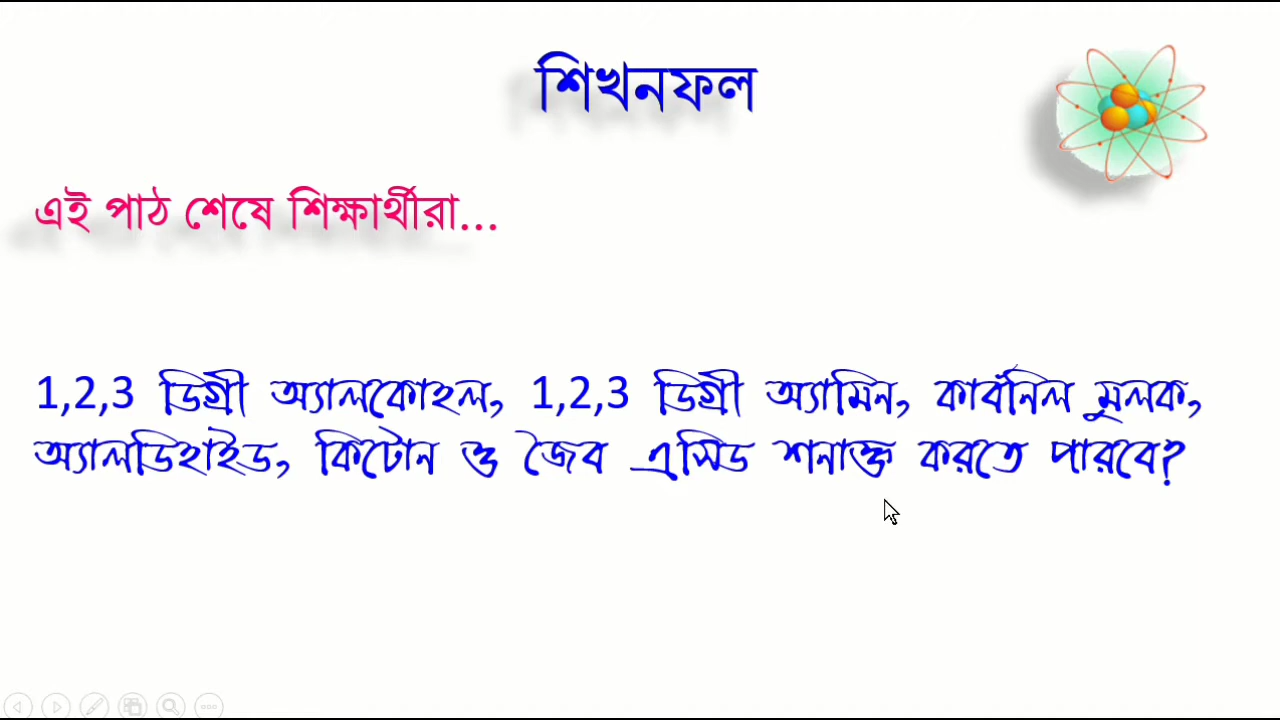 শিখনফল
এই পাঠ শেষে শিক্ষার্থীরা...
1,2,3 ডিগ্রী অ্যালকোহল, 1,2,3 ডিগ্রী অ্যামিন, কার্বনিল মুলক,
অ্যালডিহাইড, কিটোন ও জৈব এসিড শনাক্ত করতে পারবে?